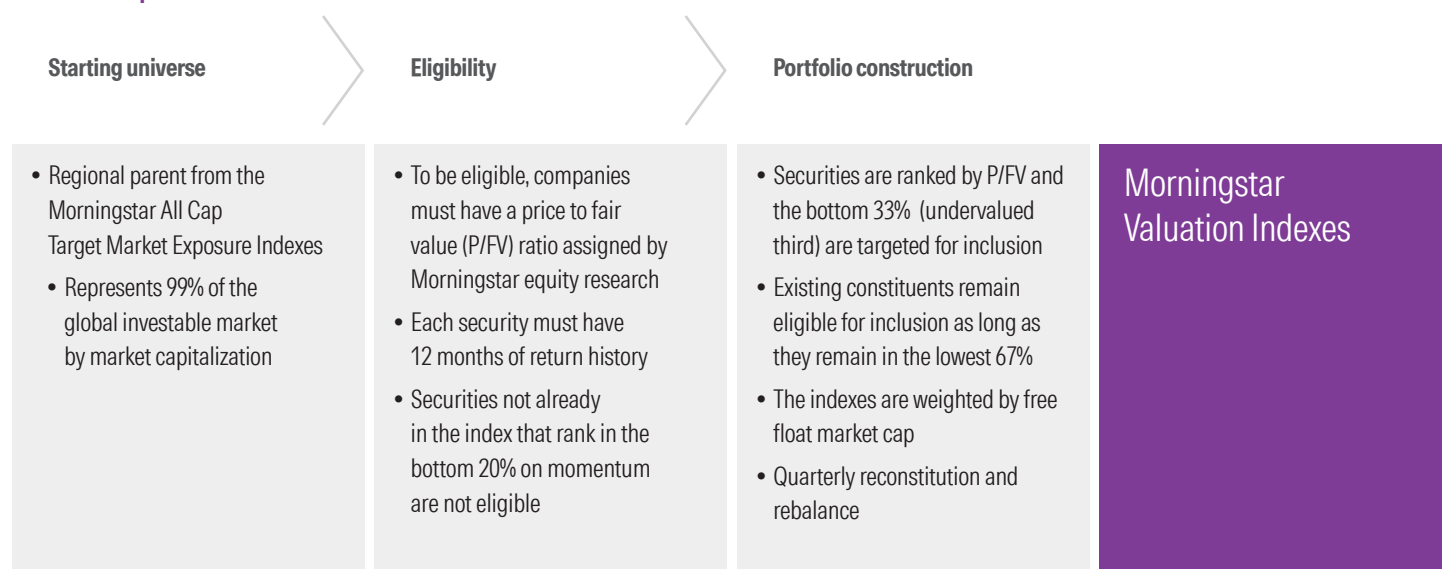 Starting universe
Eligibility
Portfolio construction
• Regional parent from the
Morningstar All Cap
Target Market Exposure Indexes
• Represents 99% of the
global investable market
by market capitalization
• To be eligible, companies
must have a price to fair
value (P/FV) ratio assigned by
Morningstar equity research
• Each security must have
12 months of return history
• Securities not already
in the index that rank in the
bottom 20% on momentum
are not eligible
• Securities are ranked by P/FV and
the bottom 33% (undervalued
third) are targeted for inclusion
• Existing constituents remain
eligible for inclusion as long as
they remain in the lowest 67%
• The indexes are weighted by free
float market cap
• Quarterly reconstitution and
rebalance
Morningstar
Valuation Indexes